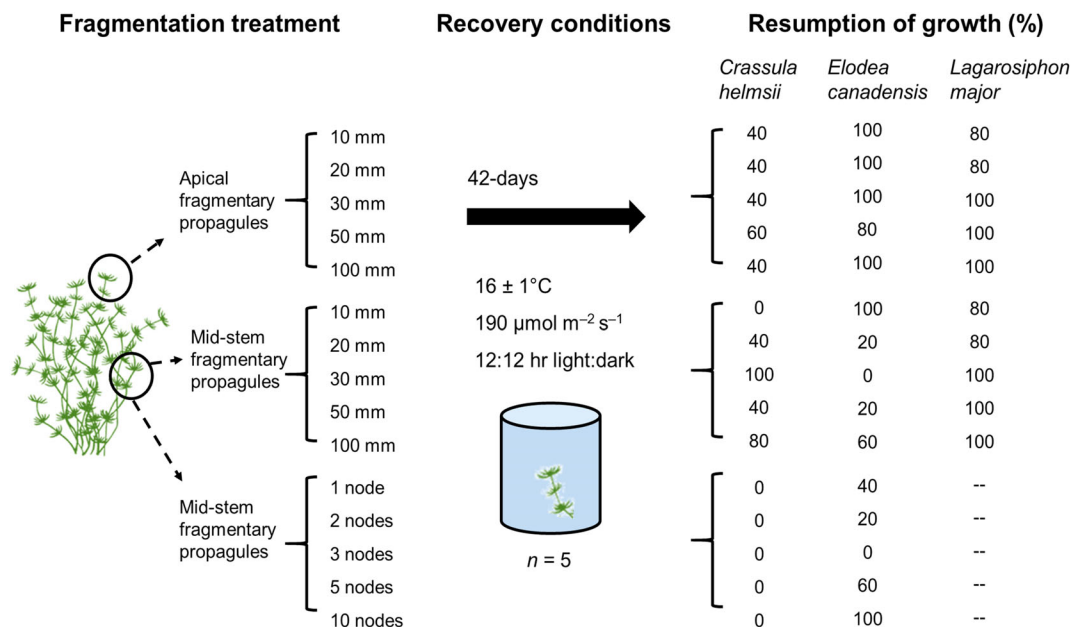 Fragmentation treatment
Recovery conditions
Resumption of growth (%)
Crassula helmsii
Elodea canadensis
Lagarosiphon major
Apical
fragmentary
propagules
10 mm
20 mm
30 mm
50 mm
100 mm
Mid-stem
fragmentary
propagules
10 mm
20 mm
30 mm
50 mm
100 mm
Mid-stem
fragmentary
propagules
1 node
2 nodes
3 nodes
5 nodes
10 nodes
42-days
16 ± 1°C
190 µmol m⁻² s⁻¹
12:12 hr light:dark
n = 5
40 100 80
40 100 80
40 100 100
60 80 100
40 100 100
0 100 80
40 20 80
100 0 100
40 20 100
80 60 100
0 40 --
0 20 --
0 0 --
0 60 --
0 100 --